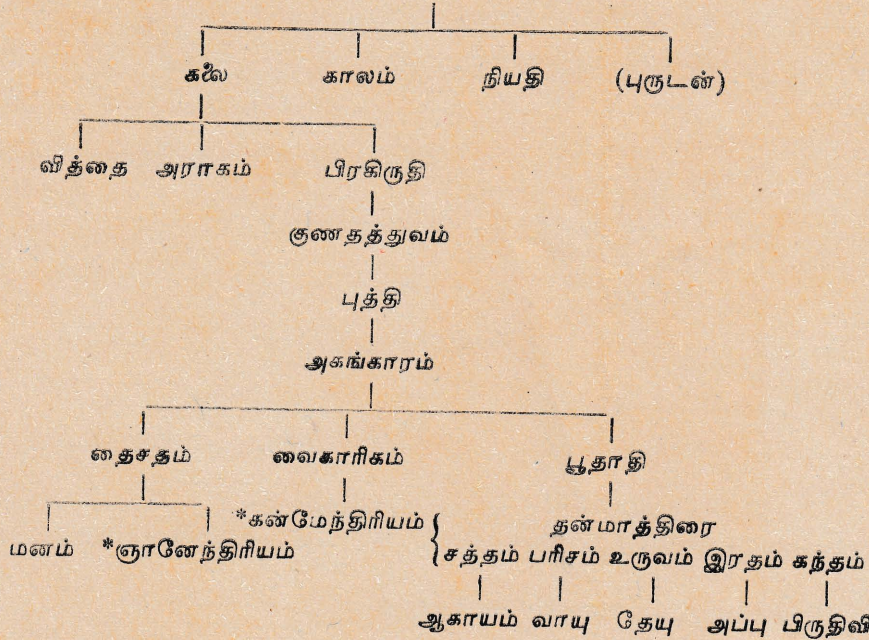 கலை காலம் நியதி (புருடன்)
வித்தை அராகம் பிரகிருதி
குணதத்துவம்
புத்தி
அகங்காரம்
தைசதம் வைகாரிகம் பூதாதி
*கன்மேந்திரியம் தன்மாத்திரை
மனம் *ஞானேந்திரியம் சத்தம் பரிசம் உருவம் இரதம் கந்தம்
ஆகாயம் வாயு தேயு அப்பு பிருதிவி